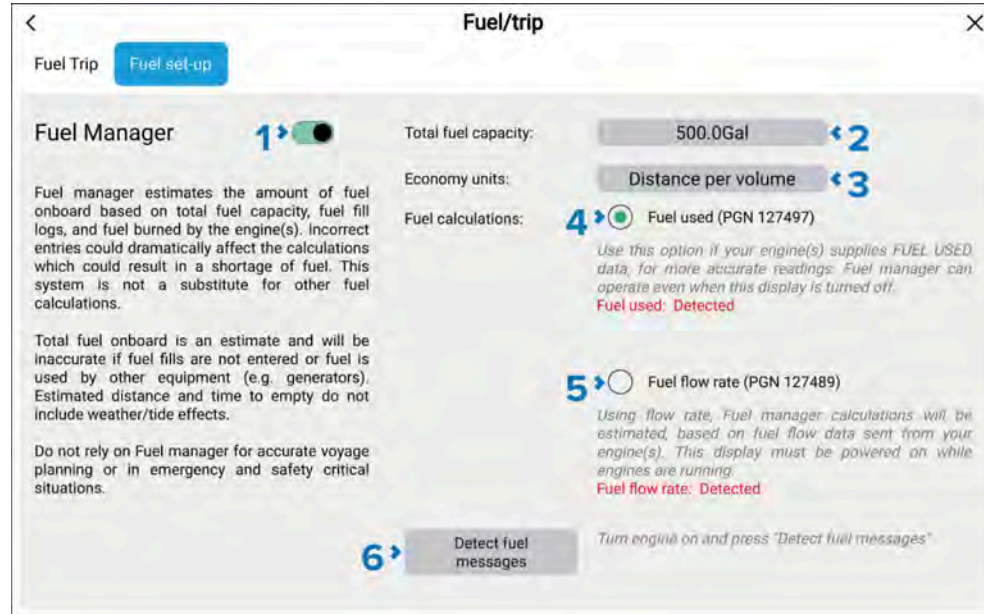 Fuel/trip
Fuel Trip
Fuel set-up
Fuel Manager
1
Fuel manager estimates the amount of fuel
onboard based on total fuel capacity, fuel fill
logs, and fuel burned by the engine(s). Incorrect
entries could dramatically affect the calculations
which could result in a shortage of fuel. This
system is not a substitute for other fuel
calculations.
Total fuel onboard is an estimate and will be
inaccurate if fuel fills are not entered or fuel is
used by other equipment (e.g. generators).
Estimated distance and time to empty do not
include weather/tide effects.
Do not rely on Fuel manager for accurate voyage
planning or in emergency and safety critical
situations.
Total fuel capacity:
500.0Gal
2
Economy units:
Distance per volume
3
Fuel calculations:
4
Fuel used (PGN 127497)
Use this option if your engine(s) supplies FUEL USED
data, for more accurate readings. Fuel manager can
operate even when this display is turned off.
Fuel used: Detected
5
Fuel flow rate (PGN 127489)
Using flow rate, Fuel manager calculations will be
estimated, based on fuel flow data sent from your
engine(s). This display must be powered on while
engines are running.
Fuel flow rate: Detected
6
Detect fuel
messages
Turn engine on and press "Detect fuel messages"